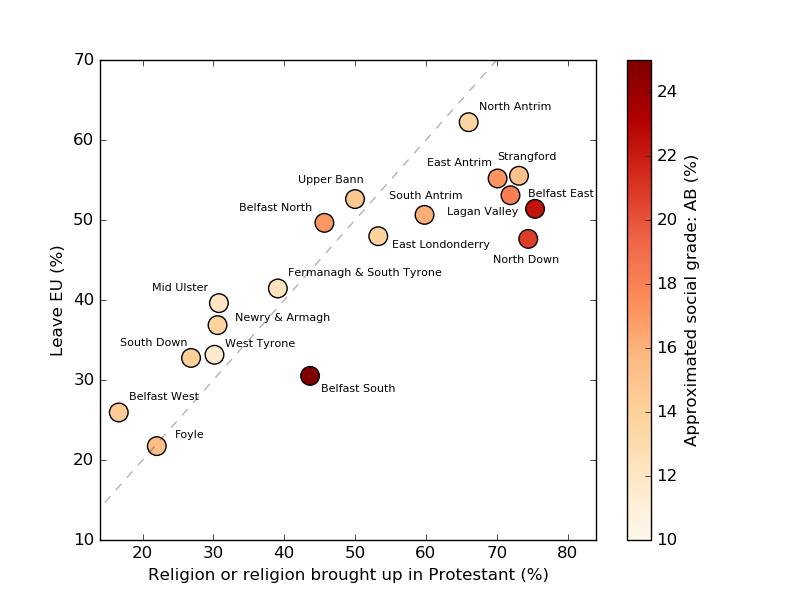 70
60
50
40
30
20
10
20
30
40
50
60
70
80
Leave EU (%)
Religion or religion brought up in Protestant (%)
North Antrim
Strangford
East Antrim
Upper Bann
South Antrim
Belfast East
Belfast North
Lagan Valley
East Londonderry
North Down
Fermanagh & South Tyrone
Mid Ulster
Newry & Armagh
South Down
West Tyrone
Belfast South
Belfast West
Foyle
24
22
20
18
16
14
12
10
Approximated social grade: AB (%)